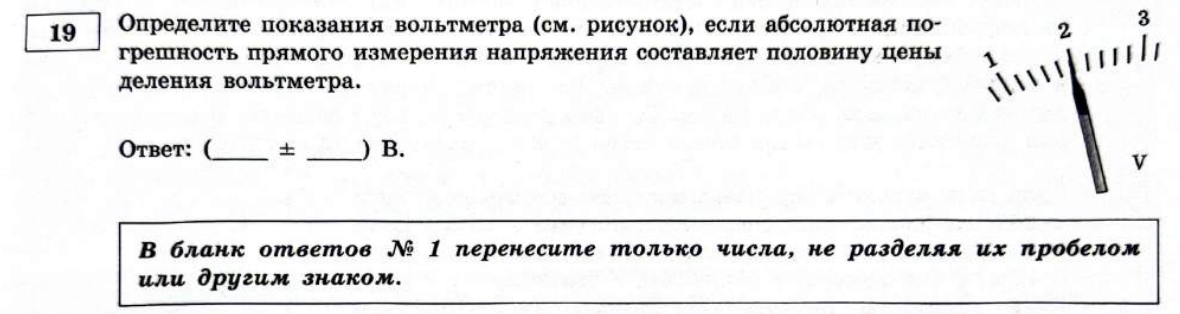 19
Определите показания вольтметра (см. рисунок), если абсолютная по-
грешность прямого измерения напряжения составляет половину цены
деления вольтметра.
Ответ: (_____ ± _____) В.
1 2 3
V
В бланк ответов № 1 перенесите только числа, не разделяя их пробелом
или другим знаком.